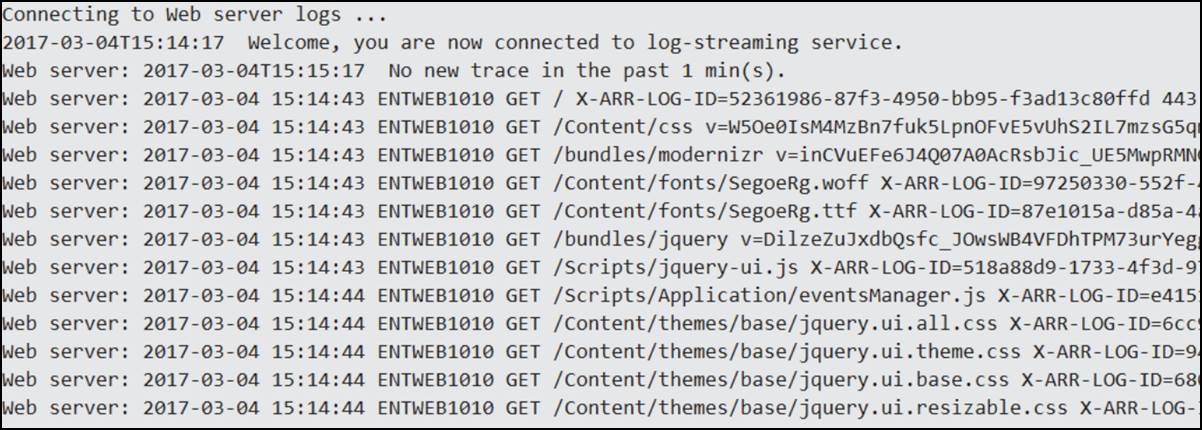 Connecting to Web server logs ...
2017-03-04T15:14:17  Welcome, you are now connected to log-streaming service.
Web server: 2017-03-04T15:15:17  No new trace in the past 1 min(s).
Web server: 2017-03-04 15:14:43 ENTWEB1010 GET / X-ARR-LOG-ID=52361986-87f3-4950-bb95-f3ad13c80ffd 443
Web server: 2017-03-04 15:14:43 ENTWEB1010 GET /Content/css v=W5Oe0IsM4MzBn7fuk5LpnOFvE5vUhS2IL7mzsG5q
Web server: 2017-03-04 15:14:43 ENTWEB1010 GET /bundles/modernizr v=inCVuEFe6J4Q07A0AcRsbJic_UE5MwpRMN
Web server: 2017-03-04 15:14:43 ENTWEB1010 GET /Content/fonts/SegoeRg.woff X-ARR-LOG-ID=97250330-552f-
Web server: 2017-03-04 15:14:43 ENTWEB1010 GET /Content/fonts/SegoeRg.ttf X-ARR-LOG-ID=87e1015a-d85a-4
Web server: 2017-03-04 15:14:43 ENTWEB1010 GET /bundles/jquery v=DilzeZuJxdbQsfc_JOwsWB4VFDhTPM73urYeg
Web server: 2017-03-04 15:14:43 ENTWEB1010 GET /Scripts/jquery-ui.js X-ARR-LOG-ID=518a88d9-1733-4f3d-9
Web server: 2017-03-04 15:14:44 ENTWEB1010 GET /Scripts/Application/eventsManager.js X-ARR-LOG-ID=e415
Web server: 2017-03-04 15:14:44 ENTWEB1010 GET /Content/themes/base/jquery.ui.all.css X-ARR-LOG-ID=6cc
Web server: 2017-03-04 15:14:44 ENTWEB1010 GET /Content/themes/base/jquery.ui.theme.css X-ARR-LOG-ID=9
Web server: 2017-03-04 15:14:44 ENTWEB1010 GET /Content/themes/base/jquery.ui.base.css X-ARR-LOG-ID=68
Web server: 2017-03-04 15:14:44 ENTWEB1010 GET /Content/themes/base/jquery.ui.resizable.css X-ARR-LOG-